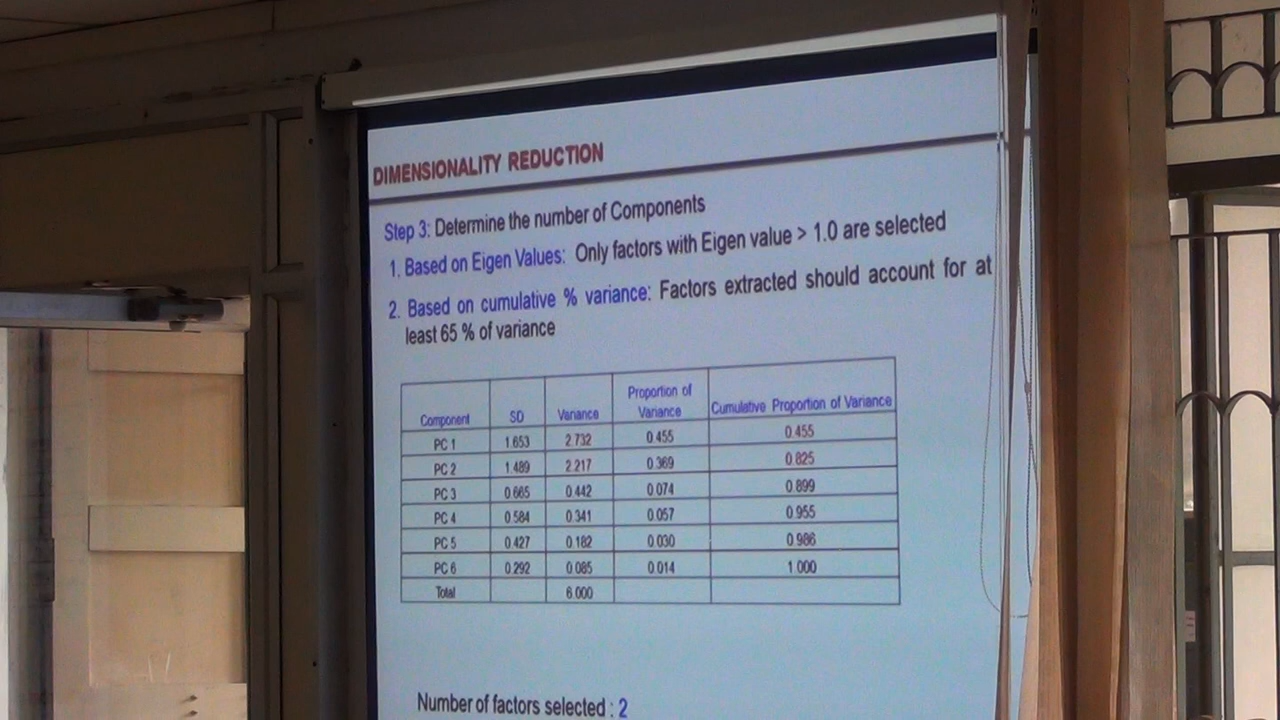 DIMENSIONALITY REDUCTION
Step 3: Determine the number of Components
1. Based on Eigen Values: Only factors with Eigen value > 1.0 are selected
2. Based on cumulative % variance: Factors extracted should account for at
least 65 % of variance
Component SD Variance Proportion of Variance Cumulative Proportion of Variance
PC 1 1.653 2.732 0.455 0.455
PC 2 1.489 2.217 0.369 0.825
PC 3 0.665 0.442 0.074 0.899
PC 4 0.584 0.341 0.057 0.955
PC 5 0.427 0.182 0.030 0.986
PC 6 0.292 0.085 0.014 1.000
Total 6.000
Number of factors selected : 2